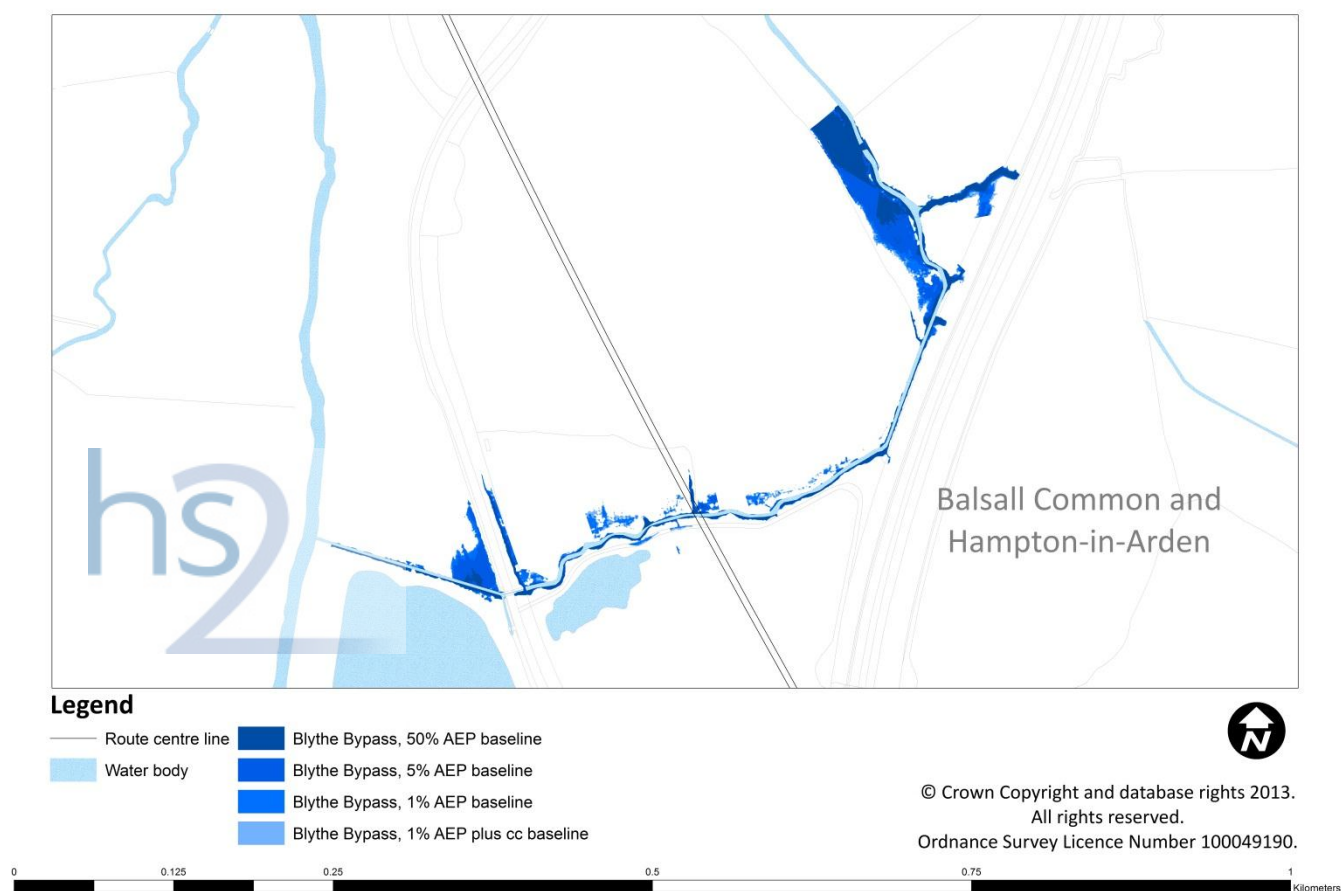 hs2
Balsall Common and
Hampton-in-Arden
Legend
Route centre line
Water body
Blythe Bypass, 50% AEP baseline
Blythe Bypass, 5% AEP baseline
Blythe Bypass, 1% AEP baseline
Blythe Bypass, 1% AEP plus cc baseline
N
© Crown Copyright and database rights 2013.
All rights reserved.
Ordnance Survey Licence Number 100049190.
0 0.125 0.25 0.5 0.75 1
Kilometers